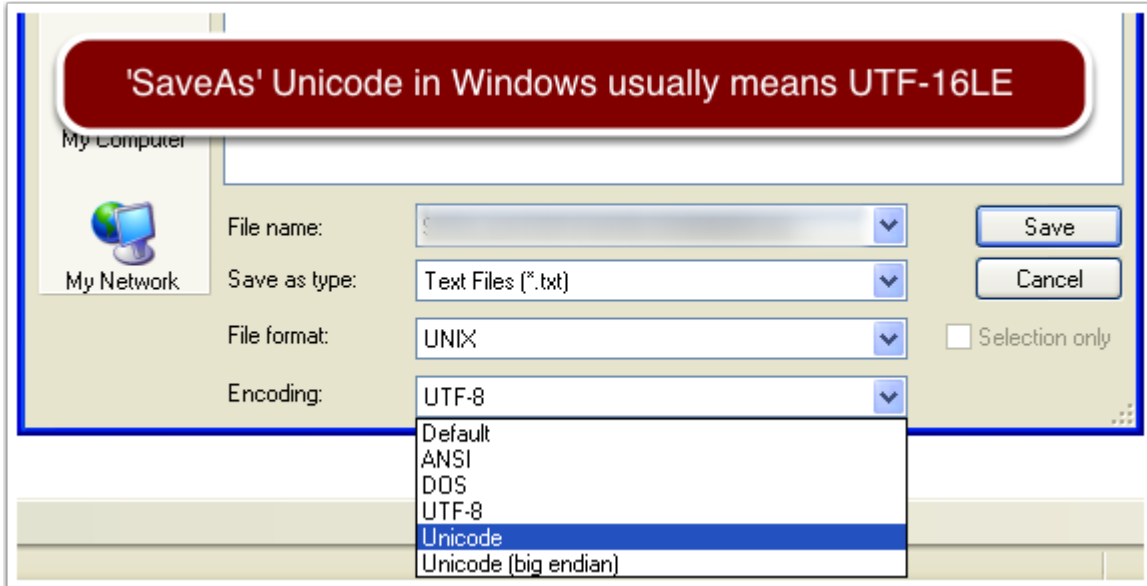 'SaveAs' Unicode in Windows usually means UTF-16LE
My Computer
File name:
Save
My Network
Save as type:
Text Files (*.txt)
Cancel
File format:
UNIX
Selection only
Encoding:
UTF-8
Default
ANSI
DOS
UTF-8
Unicode
Unicode (big endian)